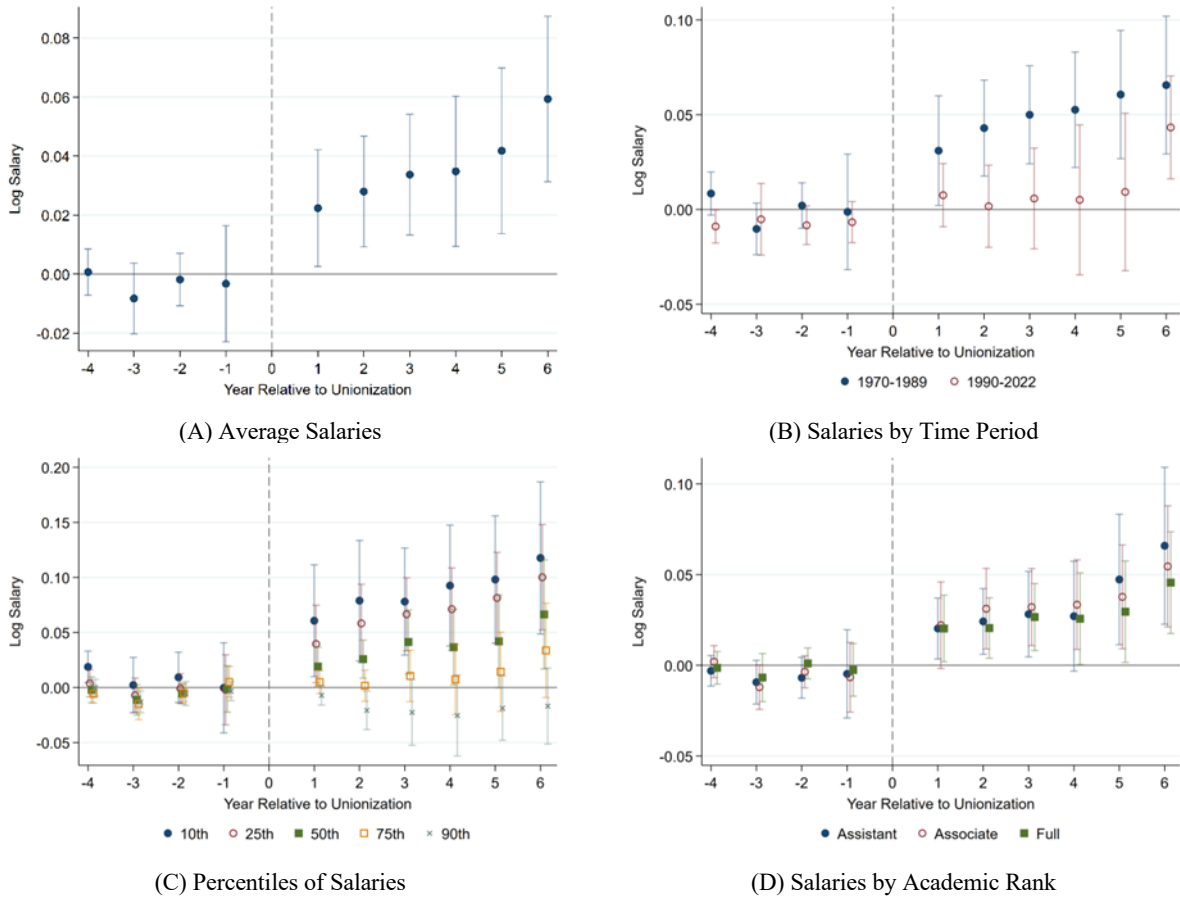 0.08
0.06
0.04
0.02
0.00
-0.02
Log Salary
-4 -3 -2 -1 0 1 2 3 4 5 6
Year Relative to Unionization
(A) Average Salaries
0.10
0.05
0.00
-0.05
Log Salary
-4 -3 -2 -1 0 1 2 3 4 5 6
Year Relative to Unionization
1970-1989 1990-2022
(B) Salaries by Time Period
0.20
0.15
0.10
0.05
0.00
-0.05
Log Salary
-4 -3 -2 -1 0 1 2 3 4 5 6
Year Relative to Unionization
10th 25th 50th 75th 90th
(C) Percentiles of Salaries
0.10
0.05
0.00
-0.05
Log Salary
-4 -3 -2 -1 0 1 2 3 4 5 6
Year Relative to Unionization
Assistant Associate Full
(D) Salaries by Academic Rank